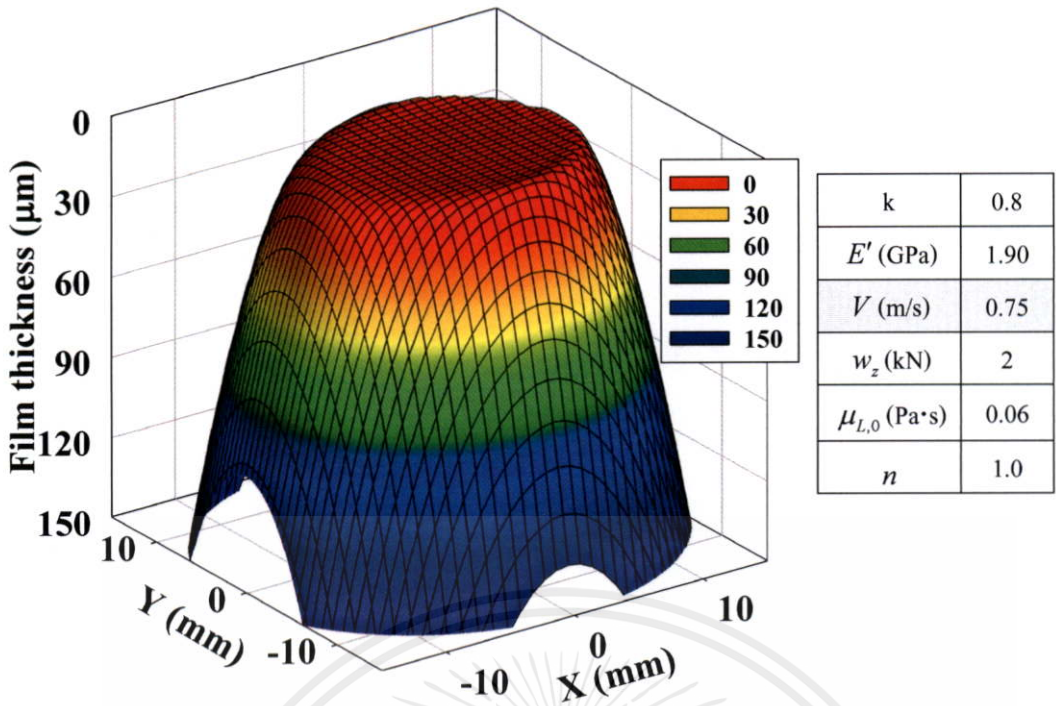 Film thickness (μm)
0
30
60
90
120
150
10
0
-10
Y (mm)
-10
0
10
X (mm)
0
30
60
90
120
150
k 0.8
E′ (GPa) 1.90
V (m/s) 0.75
w_z (kN) 2
μ_{L,0} (Pa·s) 0.06
n 1.0